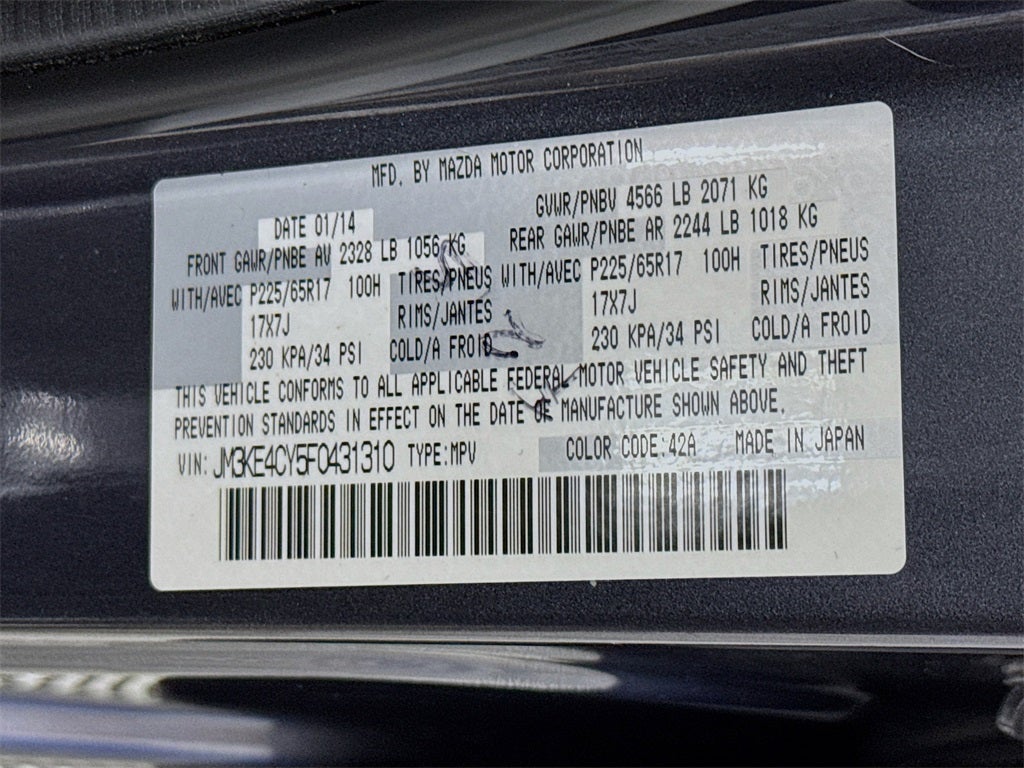 MFD. BY MAZDA MOTOR CORPORATION
DATE 01/14 GVWR/PNBV 4566 LB 2071 KG
FRONT GAWR/PNBE AV 2328 LB 1056 KG REAR GAWR/PNBE AR 2244 LB 1018 KG
WITH/AVEC P225/65R17 100H TIRES/PNEUS WITH/AVEC P225/65R17 100H TIRES/PNEUS
17X7J RIMS/JANTES 17X7J RIMS/JANTES
230 KPA/34 PSI COLD/A FROID 230 KPA/34 PSI COLD/A FROID
THIS VEHICLE CONFORMS TO ALL APPLICABLE FEDERAL MOTOR VEHICLE SAFETY AND THEFT
PREVENTION STANDARDS IN EFFECT ON THE DATE OF MANUFACTURE SHOWN ABOVE.
VIN: JM3KE4CY5F0431310 TYPE:MPV COLOR CODE:42A MADE IN JAPAN